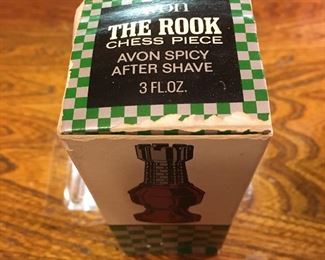 THE ROOK
CHESS PIECE
AVON SPICY
AFTER SHAVE
3 FL.OZ.